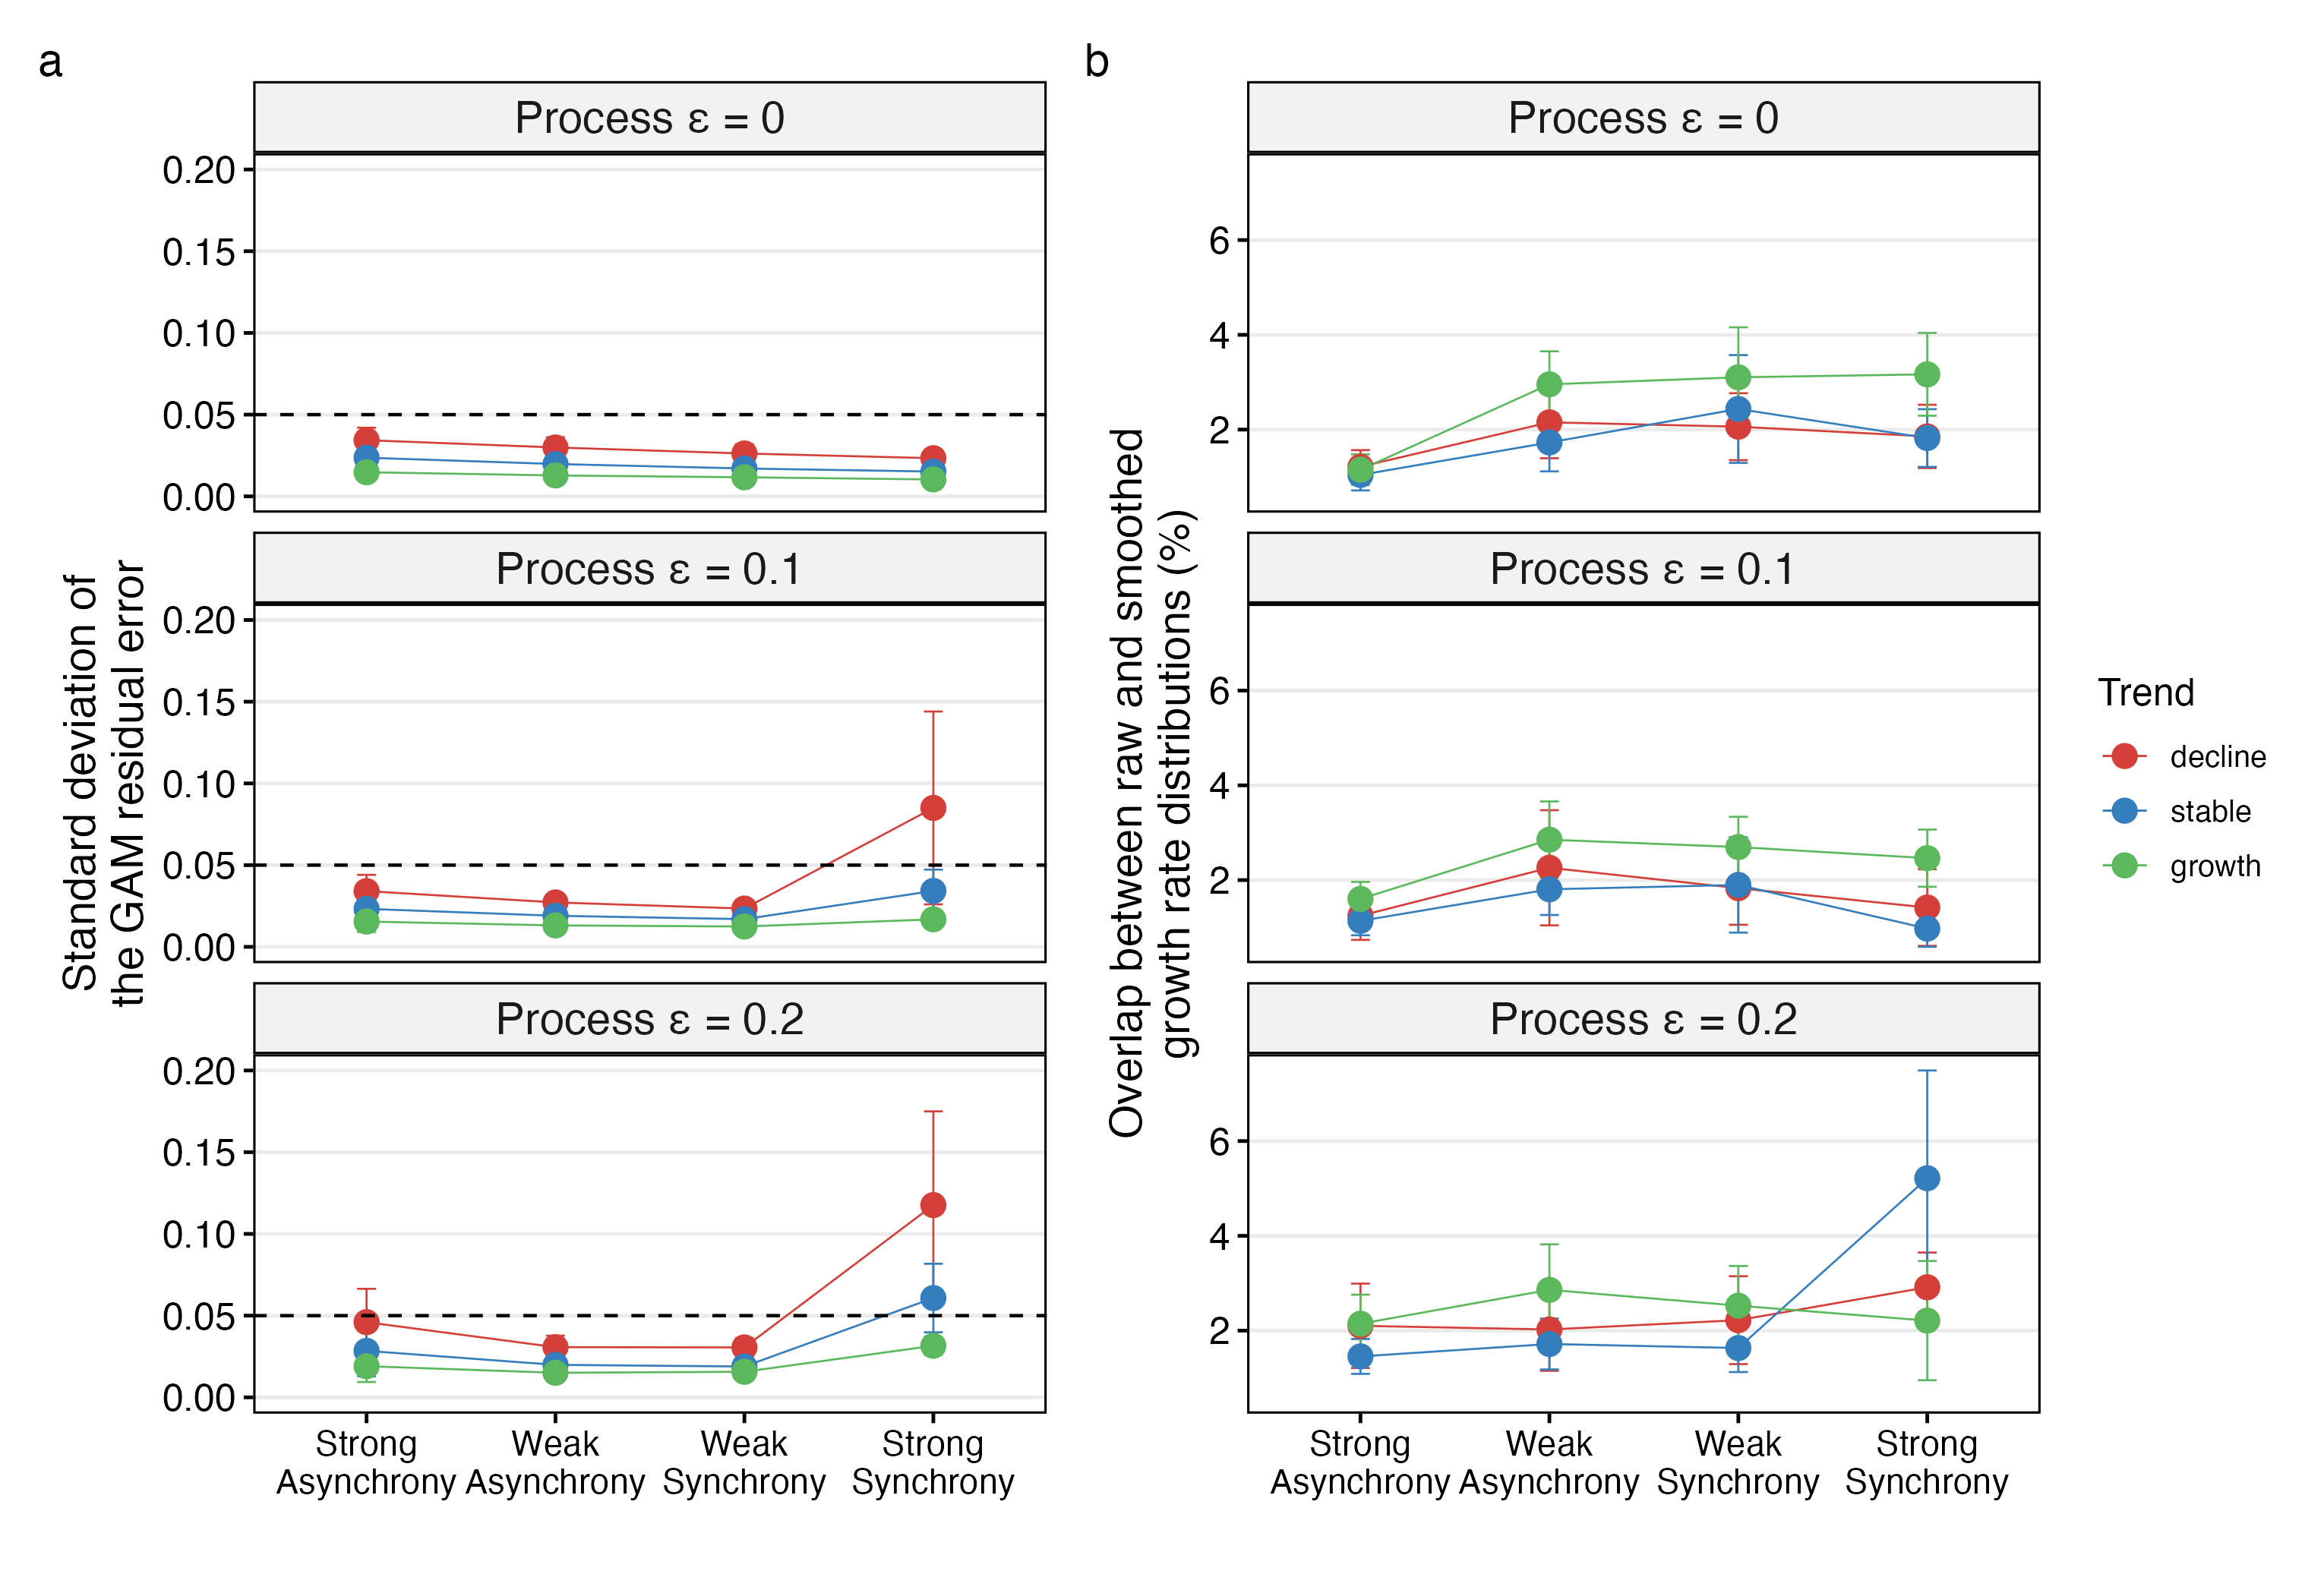 a
Standard deviation of
the GAM residual error
Process ε = 0
0.20
0.15
0.10
0.05
0.00
Process ε = 0.1
0.20
0.15
0.10
0.05
0.00
Process ε = 0.2
0.20
0.15
0.10
0.05
0.00
Strong
Asynchrony
Weak
Asynchrony
Weak
Synchrony
Strong
Synchrony
b
Overlap between raw and smoothed
growth rate distributions (%)
Process ε = 0
6
4
2
Process ε = 0.1
6
4
2
Process ε = 0.2
6
4
2
Strong
Asynchrony
Weak
Asynchrony
Weak
Synchrony
Strong
Synchrony
Trend
decline
stable
growth